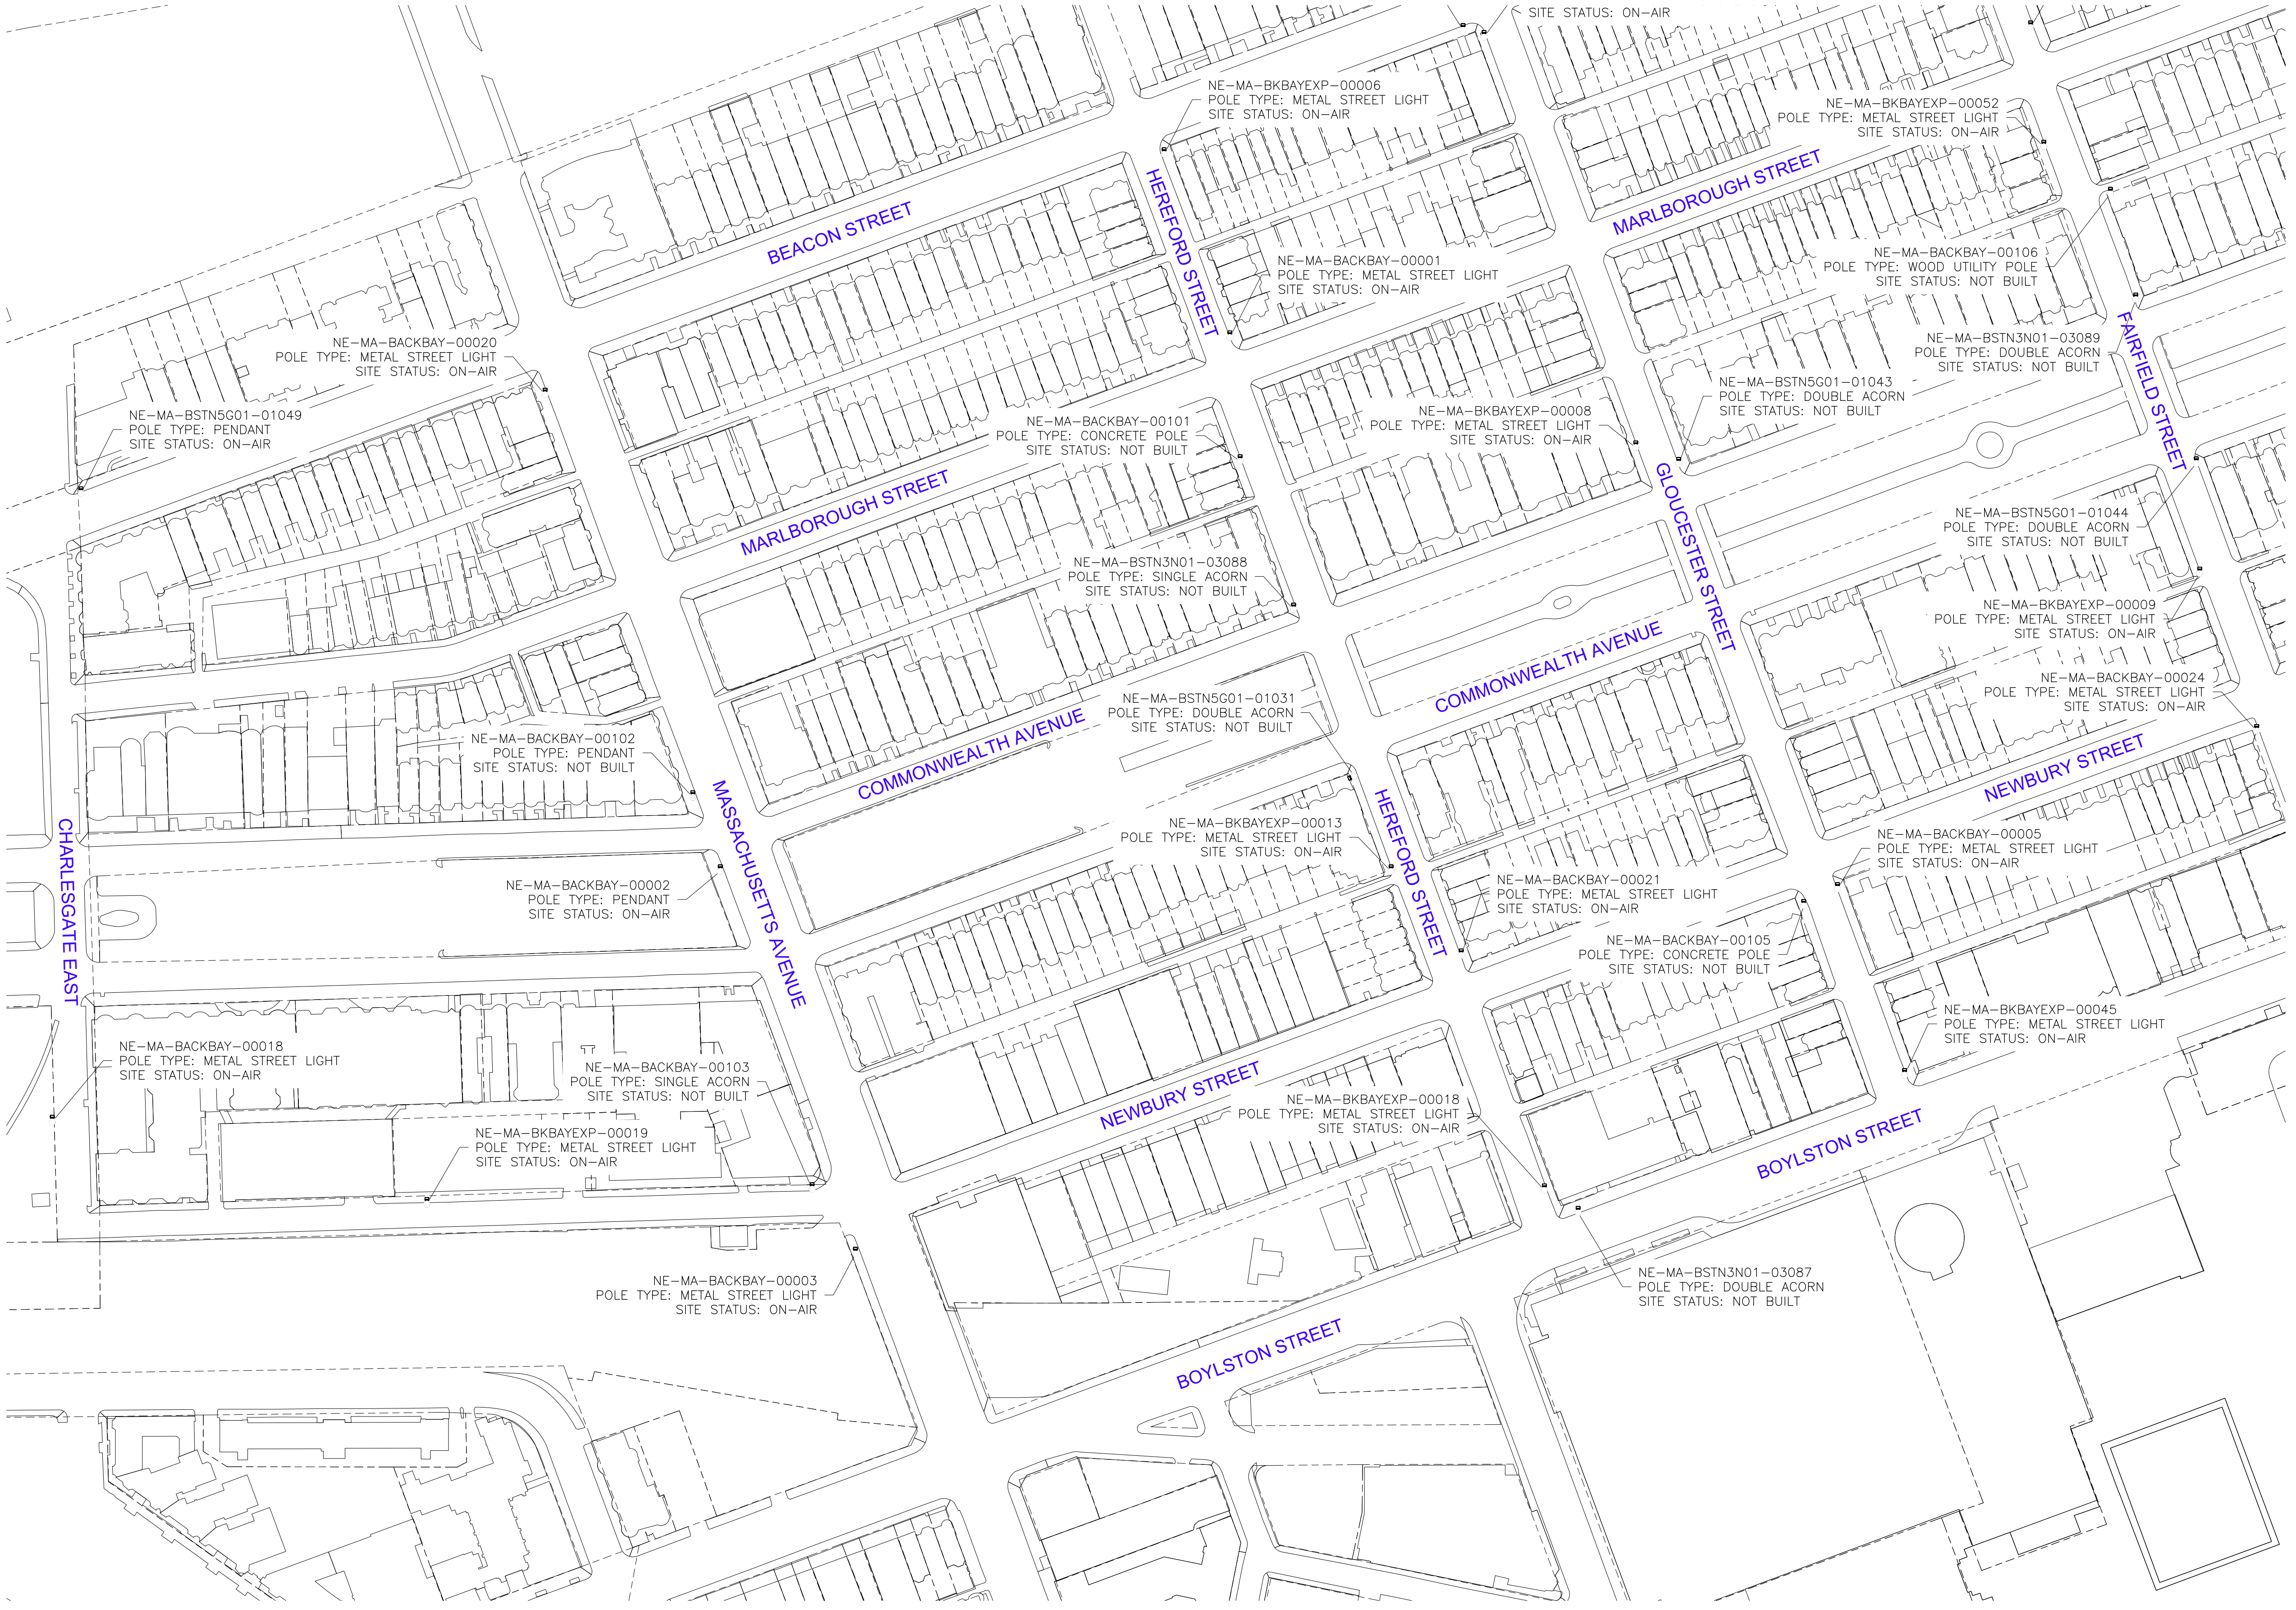 SITE STATUS: ON-AIR
NE-MA-BKBAYEXP-00006
POLE TYPE: METAL STREET LIGHT
SITE STATUS: ON-AIR
NE-MA-BKBAYEXP-00052
POLE TYPE: METAL STREET LIGHT
SITE STATUS: ON-AIR
MARLBOROUGH STREET
BEACON STREET
HEREFORD STREET
NE-MA-BACKBAY-00001
POLE TYPE: METAL STREET LIGHT
SITE STATUS: ON-AIR
NE-MA-BACKBAY-00106
POLE TYPE: WOOD UTILITY POLE
SITE STATUS: NOT BUILT
NE-MA-BACKBAY-00020
POLE TYPE: METAL STREET LIGHT
SITE STATUS: ON-AIR
NE-MA-BSTN3N01-03089
POLE TYPE: DOUBLE ACORN
SITE STATUS: NOT BUILT
FAIRFIELD STREET
NE-MA-BSTN5G01-01043
POLE TYPE: DOUBLE ACORN
SITE STATUS: NOT BUILT
NE-MA-BSTN5G01-01049
POLE TYPE: PENDANT
SITE STATUS: ON-AIR
NE-MA-BACKBAY-00101
POLE TYPE: CONCRETE POLE
SITE STATUS: NOT BUILT
NE-MA-BKBAYEXP-00008
POLE TYPE: METAL STREET LIGHT
SITE STATUS: ON-AIR
MARLBOROUGH STREET
GLOUCESTER STREET
NE-MA-BSTN5G01-01044
POLE TYPE: DOUBLE ACORN
SITE STATUS: NOT BUILT
NE-MA-BSTN3N01-03088
POLE TYPE: SINGLE ACORN
SITE STATUS: NOT BUILT
NE-MA-BKBAYEXP-00009
POLE TYPE: METAL STREET LIGHT
SITE STATUS: ON-AIR
COMMONWEALTH AVENUE
NE-MA-BACKBAY-00024
POLE TYPE: METAL STREET LIGHT
SITE STATUS: ON-AIR
NE-MA-BSTN5G01-01031
POLE TYPE: DOUBLE ACORN
SITE STATUS: NOT BUILT
COMMONWEALTH AVENUE
NE-MA-BACKBAY-00102
POLE TYPE: PENDANT
SITE STATUS: NOT BUILT
NEWBURY STREET
MASSACHUSETTS AVENUE
CHARLESGATE EAST
NE-MA-BKBAYEXP-00013
POLE TYPE: METAL STREET LIGHT
SITE STATUS: ON-AIR
HEREFORD STREET
NE-MA-BACKBAY-00005
POLE TYPE: METAL STREET LIGHT
SITE STATUS: ON-AIR
NE-MA-BACKBAY-00002
POLE TYPE: PENDANT
SITE STATUS: ON-AIR
NE-MA-BACKBAY-00021
POLE TYPE: METAL STREET LIGHT
SITE STATUS: ON-AIR
NE-MA-BACKBAY-00105
POLE TYPE: CONCRETE POLE
SITE STATUS: NOT BUILT
NE-MA-BKBAYEXP-00045
POLE TYPE: METAL STREET LIGHT
SITE STATUS: ON-AIR
NE-MA-BACKBAY-00018
POLE TYPE: METAL STREET LIGHT
SITE STATUS: ON-AIR
NE-MA-BACKBAY-00103
POLE TYPE: SINGLE ACORN
SITE STATUS: NOT BUILT
NEWBURY STREET
NE-MA-BKBAYEXP-00018
POLE TYPE: METAL STREET LIGHT
SITE STATUS: ON-AIR
NE-MA-BKBAYEXP-00019
POLE TYPE: METAL STREET LIGHT
SITE STATUS: ON-AIR
BOYLSTON STREET
NE-MA-BACKBAY-00003
POLE TYPE: METAL STREET LIGHT
SITE STATUS: ON-AIR
NE-MA-BSTN3N01-03087
POLE TYPE: DOUBLE ACORN
SITE STATUS: NOT BUILT
BOYLSTON STREET